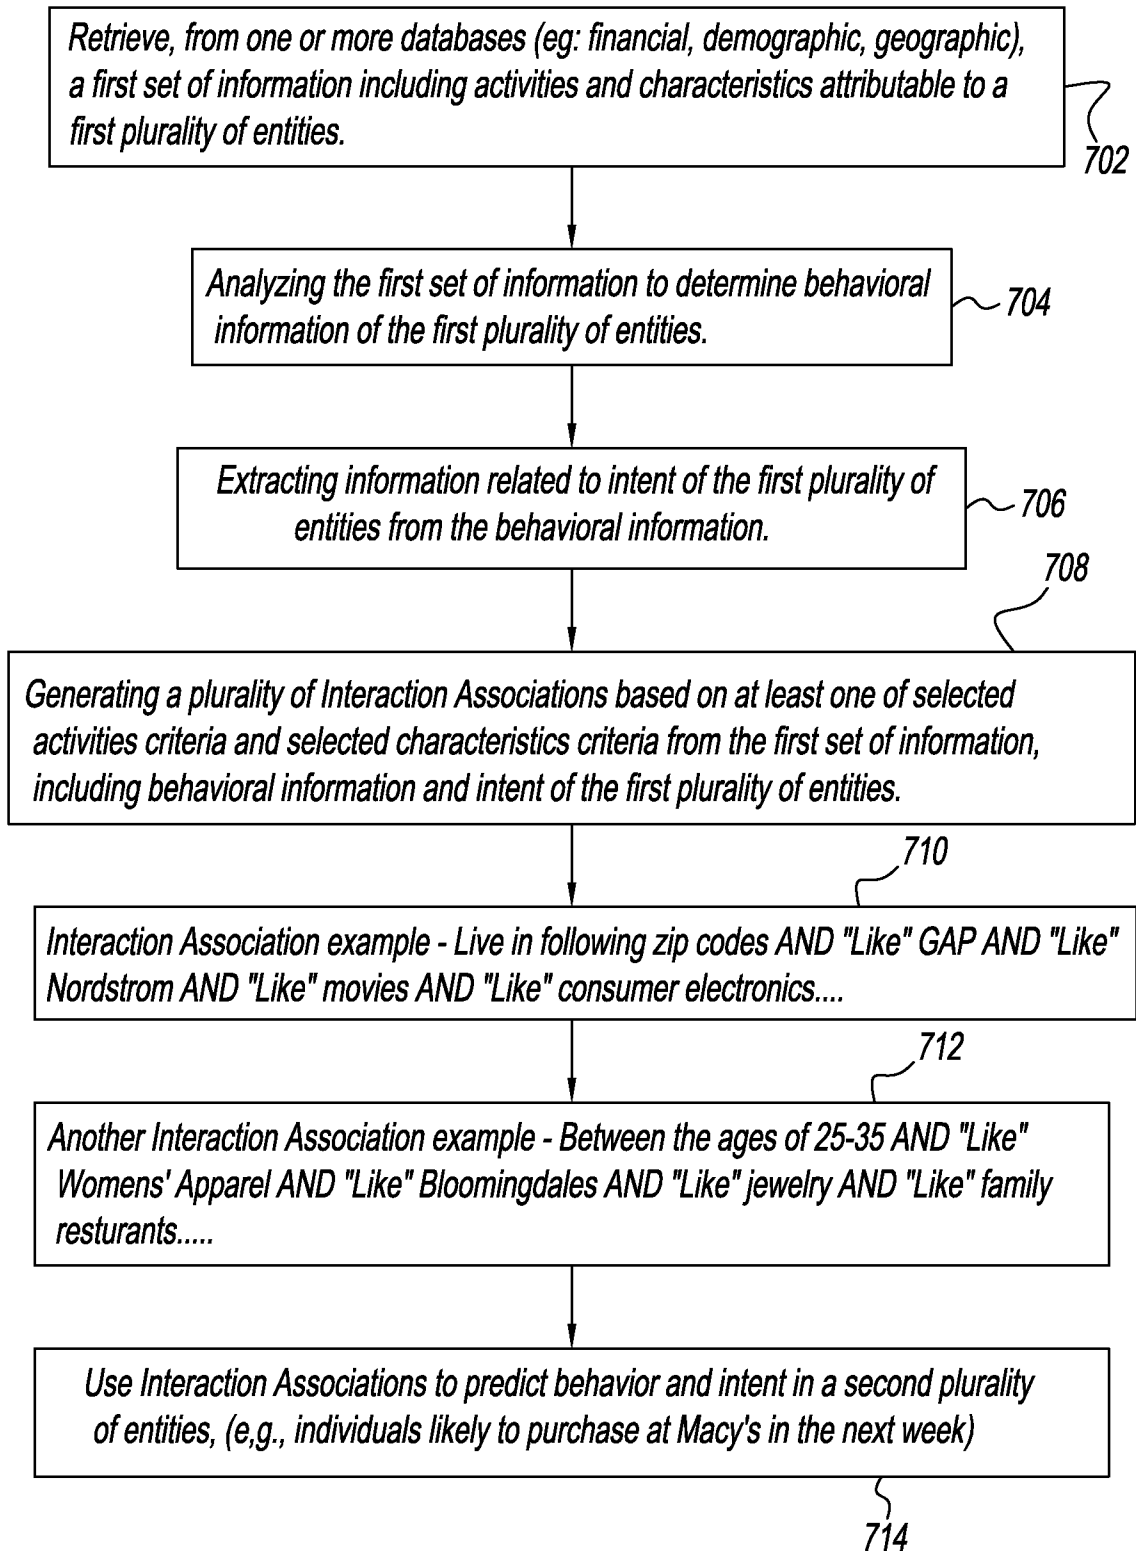 Retrieve, from one or more databases (eg: financial, demographic, geographic),
a first set of information including activities and characteristics attributable to a
first plurality of entities.
702
Analyzing the first set of information to determine behavioral
information of the first plurality of entities.
704
Extracting information related to intent of the first plurality of
entities from the behavioral information.
706
708
Generating a plurality of Interaction Associations based on at least one of selected
activities criteria and selected characteristics criteria from the first set of information,
including behavioral information and intent of the first plurality of entities.
710
Interaction Association example - Live in following zip codes AND "Like" GAP AND "Like"
Nordstrom AND "Like" movies AND "Like" consumer electronics....
712
Another Interaction Association example - Between the ages of 25-35 AND "Like"
Womens' Apparel AND "Like" Bloomingdales AND "Like" jewelry AND "Like" family
resturants.....
Use Interaction Associations to predict behavior and intent in a second plurality
of entities, (e,g., individuals likely to purchase at Macy's in the next week)
714